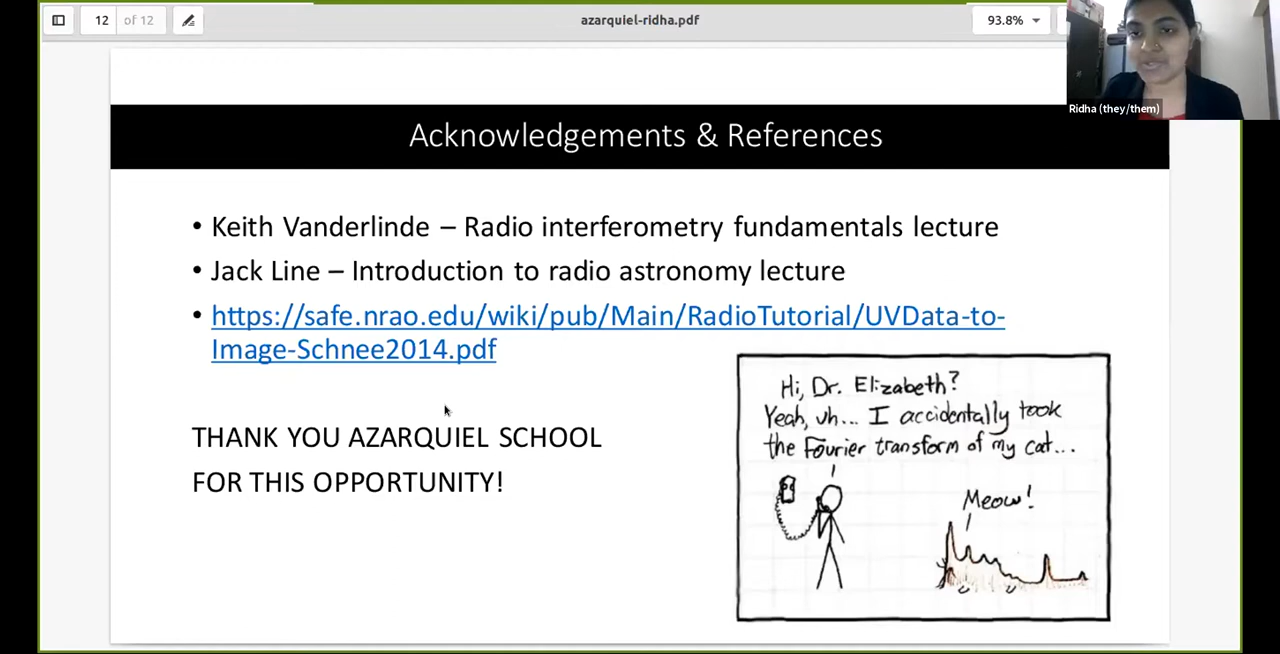 12
of 12
azarquiel-ridha.pdf
93.8%
Ridha (they/them)
Acknowledgements & References
• Keith Vanderlinde – Radio interferometry fundamentals lecture
• Jack Line – Introduction to radio astronomy lecture
• https://safe.nrao.edu/wiki/pub/Main/RadioTutorial/UVData-to-
Image-Schnee2014.pdf
THANK YOU AZARQUIEL SCHOOL
FOR THIS OPPORTUNITY!
Hi, Dr. Elizabeth?
Yeah, uh... I accidentally took
the Fourier transform of my cat...
Meow!